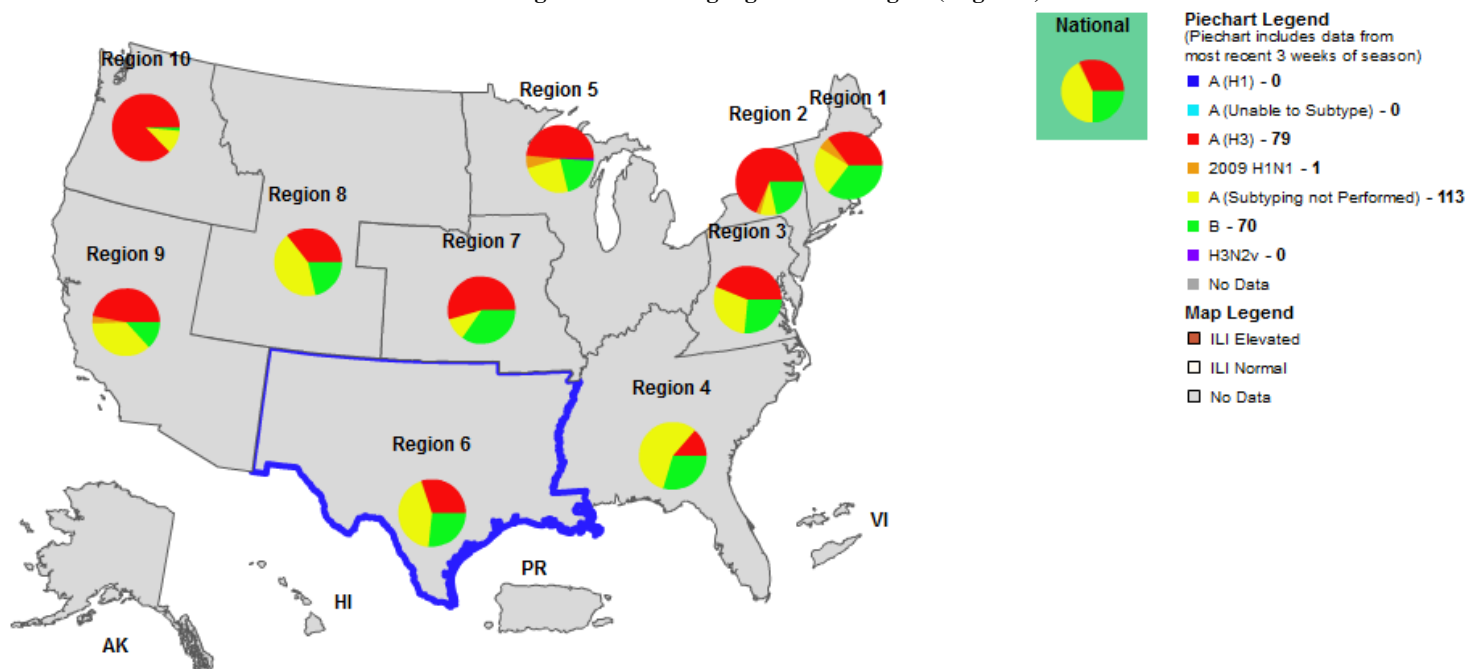 National
Piechart Legend
(Piechart includes data from
most recent 3 weeks of season)
A (H1) - 0
A (Unable to Subtype) - 0
A (H3) - 79
2009 H1N1 - 1
A (Subtyping not Performed) - 113
B - 70
H3N2v - 0
No Data
Map Legend
ILI Elevated
ILI Normal
No Data
Region 10
Region 5
Region 1
Region 2
Region 8
Region 3
Region 7
Region 9
Region 4
Region 6
VI
PR
HI
AK